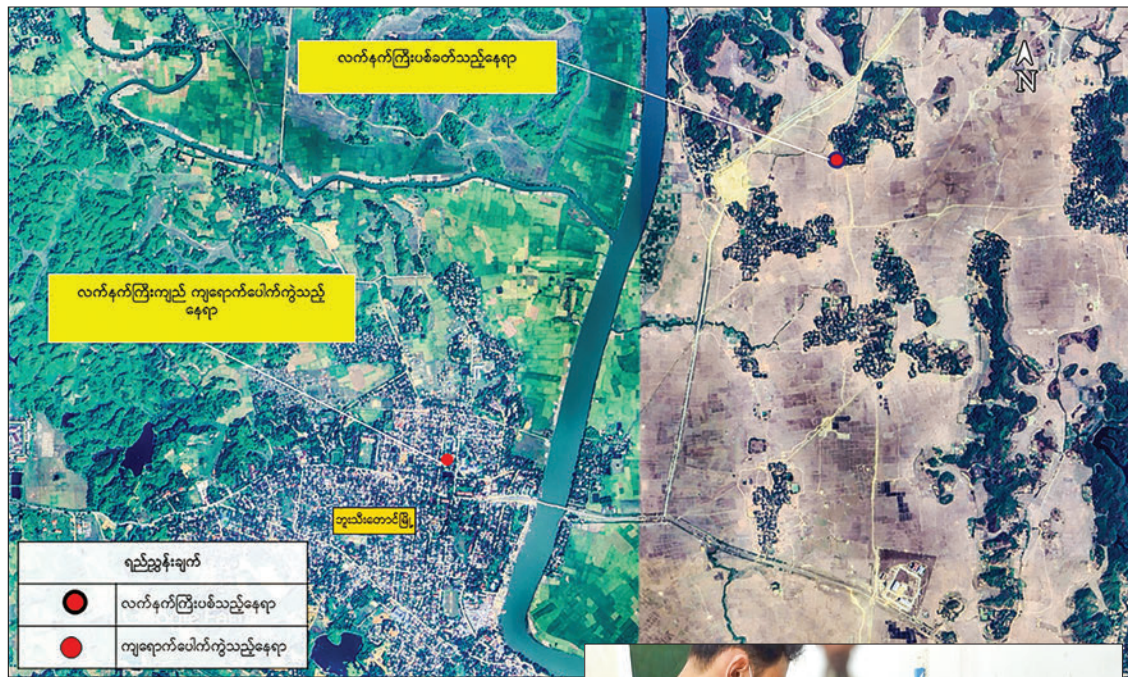 လက်နက်ကြီးပစ်ခတ်သည့်နေရာ
N
လက်နက်ကြီးကျည် ကျရောက်ပေါက်ကွဲသည့်
နေရာ
ဘူးသီးတောင်မြို့
ရည်ညွှန်းချက်
လက်နက်ကြီးပစ်သည့်နေရာ
ကျရောက်ပေါက်ကွဲသည့်နေရာ